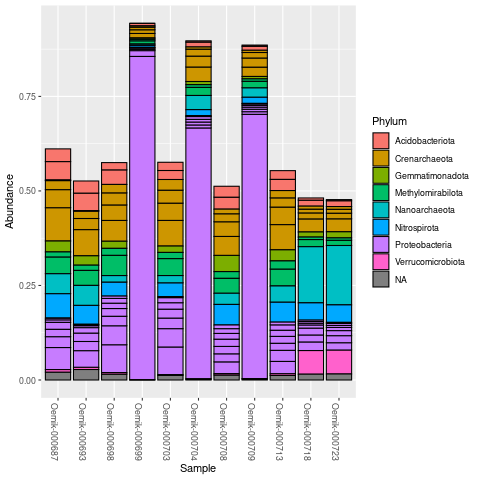 Abundance
0.75
0.50
0.25
0.00
Oemik-000687
Oemik-000693
Oemik-000698
Oemik-000699
Oemik-000703
Oemik-000704
Oemik-000708
Oemik-000709
Oemik-000713
Oemik-000718
Oemik-000723
Sample
Phylum
Acidobacteriota
Crenarchaeota
Gemmatimonadota
Methylomirabilota
Nanoarchaeota
Nitrospirota
Proteobacteria
Verrucomicrobiota
NA